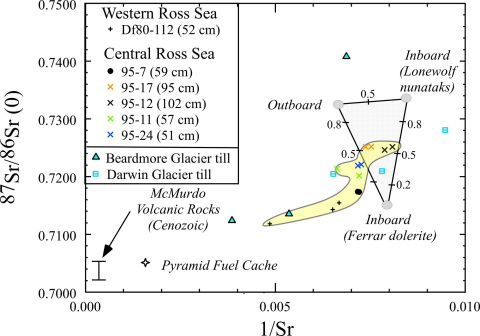 Western Ross Sea
Df80-112 (52 cm)
Central Ross Sea
95-7 (59 cm)
95-17 (95 cm)
95-12 (102 cm)
95-11 (57 cm)
95-24 (51 cm)
Beardmore Glacier till
Darwin Glacier till
0.7500
0.7400
0.7300
0.7200
0.7100
0.7000
87Sr/86Sr (0)
Inboard
(Lonewolf
nunataks)
Outboard
0.5
0.8
0.8
0.5
0.5
0.2
Inboard
(Ferrar dolerite)
McMurdo
Volcanic Rocks
(Cenozoic)
Pyramid Fuel Cache
0.000
0.005
0.010
1/Sr